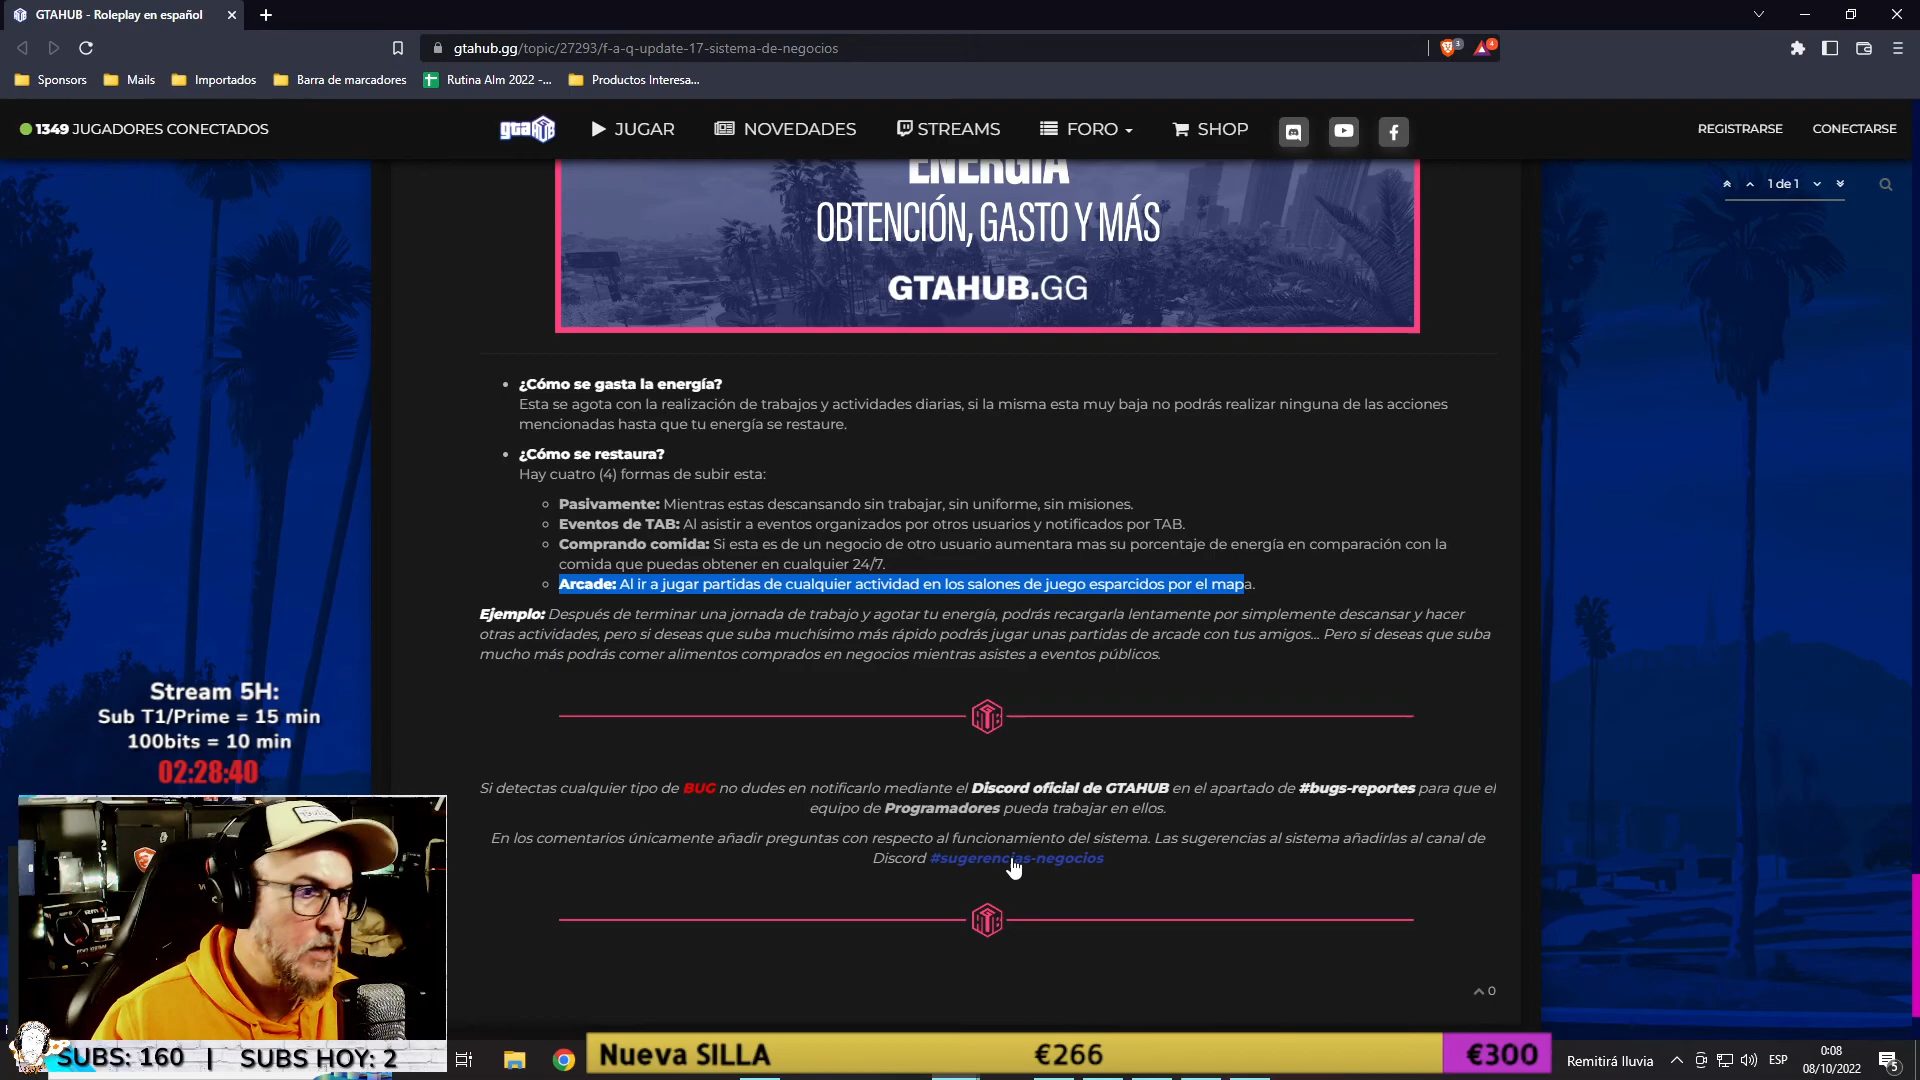 GTAHUB - Roleplay en español
gtahub.gg/topic/27293/f-a-q-update-17-sistema-de-negocios
3
4
Sponsors
Mails
Importados
Barra de marcadores
Rutina Alm 2022 -...
Productos Interesa...
1349 JUGADORES CONECTADOS
gtaHUB
JUGAR
NOVEDADES
STREAMS
FORO
SHOP
REGISTRARSE
CONECTARSE
1 de 1
ENERGÍA
OBTENCIÓN, GASTO Y MÁS
GTAHUB.GG
¿Cómo se gasta la energía?
Esta se agota con la realización de trabajos y actividades diarias, si la misma esta muy baja no podrás realizar ninguna de las acciones
mencionadas hasta que tu energía se restaure.
¿Cómo se restaura?
Hay cuatro (4) formas de subir esta:
Pasivamente: Mientras estas descansando sin trabajar, sin uniforme, sin misiones.
Eventos de TAB: Al asistir a eventos organizados por otros usuarios y notificados por TAB.
Comprando comida: Si esta es de un negocio de otro usuario aumentara mas su porcentaje de energía en comparación con la
comida que puedas obtener en cualquier 24/7.
Arcade: Al ir a jugar partidas de cualquier actividad en los salones de juego esparcidos por el mapa.
Ejemplo: Después de terminar una jornada de trabajo y agotar tu energía, podrás recargarla lentamente por simplemente descansar y hacer
otras actividades, pero si deseas que suba muchísimo más rápido podrás jugar unas partidas de arcade con tus amigos... Pero si deseas que suba
mucho más podrás comer alimentos comprados en negocios mientras asistes a eventos públicos.
Stream 5H:
Sub T1/Prime = 15 min
100bits = 10 min
02:28:40
Si detectas cualquier tipo de BUG no dudes en notificarlo mediante el Discord oficial de GTAHUB en el apartado de #bugs-reportes para que el
equipo de Programadores pueda trabajar en ellos.
En los comentarios únicamente añadir preguntas con respecto al funcionamiento del sistema. Las sugerencias al sistema añadirlas al canal de
Discord #sugerencias-negocios
0
SUBS: 160 | SUBS HOY: 2
Nueva SILLA
€266
€300
Remitirá lluvia
ESP
0:08
08/10/2022
5